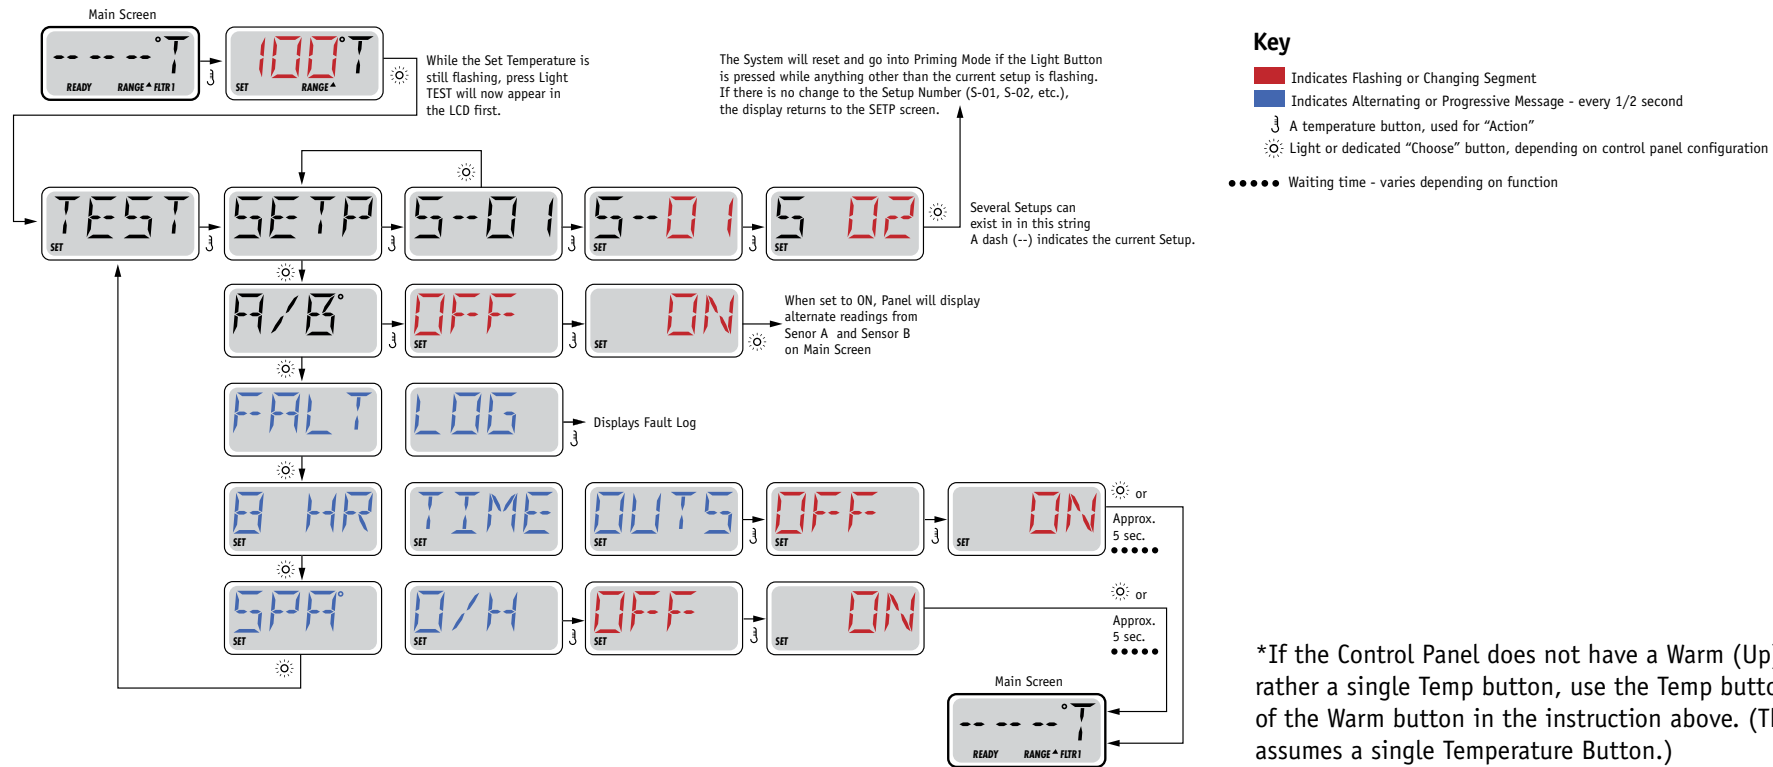 Main Screen
-- -- --°T
READY RANGE FLTR1
100°T
SET RANGE
While the Set Temperature is
still flashing, press Light
TEST will now appear in
the LCD first.
The System will reset and go into Priming Mode if the Light Button
is pressed while anything other than the current setup is flashing.
If there is no change to the Setup Number (S-01, S-02, etc.),
the display returns to the SETP screen.
Key
Indicates Flashing or Changing Segment
Indicates Alternating or Progressive Message - every 1/2 second
A temperature button, used for “Action”
Light or dedicated “Choose” button, depending on control panel configuration
Waiting time - varies depending on function
TEST
SET
SETP
S-01
S-01
SET
S 02
SET
Several Setups can
exist in in this string
A dash (--) indicates the current Setup.
A/B°
OFF
SET
ON
SET
When set to ON, Panel will display
alternate readings from
Senor A and Sensor B
on Main Screen
FALT
LOG
Displays Fault Log
8 HR
SET
TIME
SET
OUTS
SET
OFF
SET
ON
SET
or
Approx.
5 sec.
SPA°
SET
O/H
SET
OFF
SET
ON
SET
or
Approx.
5 sec.
Main Screen
-- -- --°T
READY RANGE FLTR1
*If the Control Panel does not have a Warm (Up)
rather a single Temp button, use the Temp butto
of the Warm button in the instruction above. (Th
assumes a single Temperature Button.)